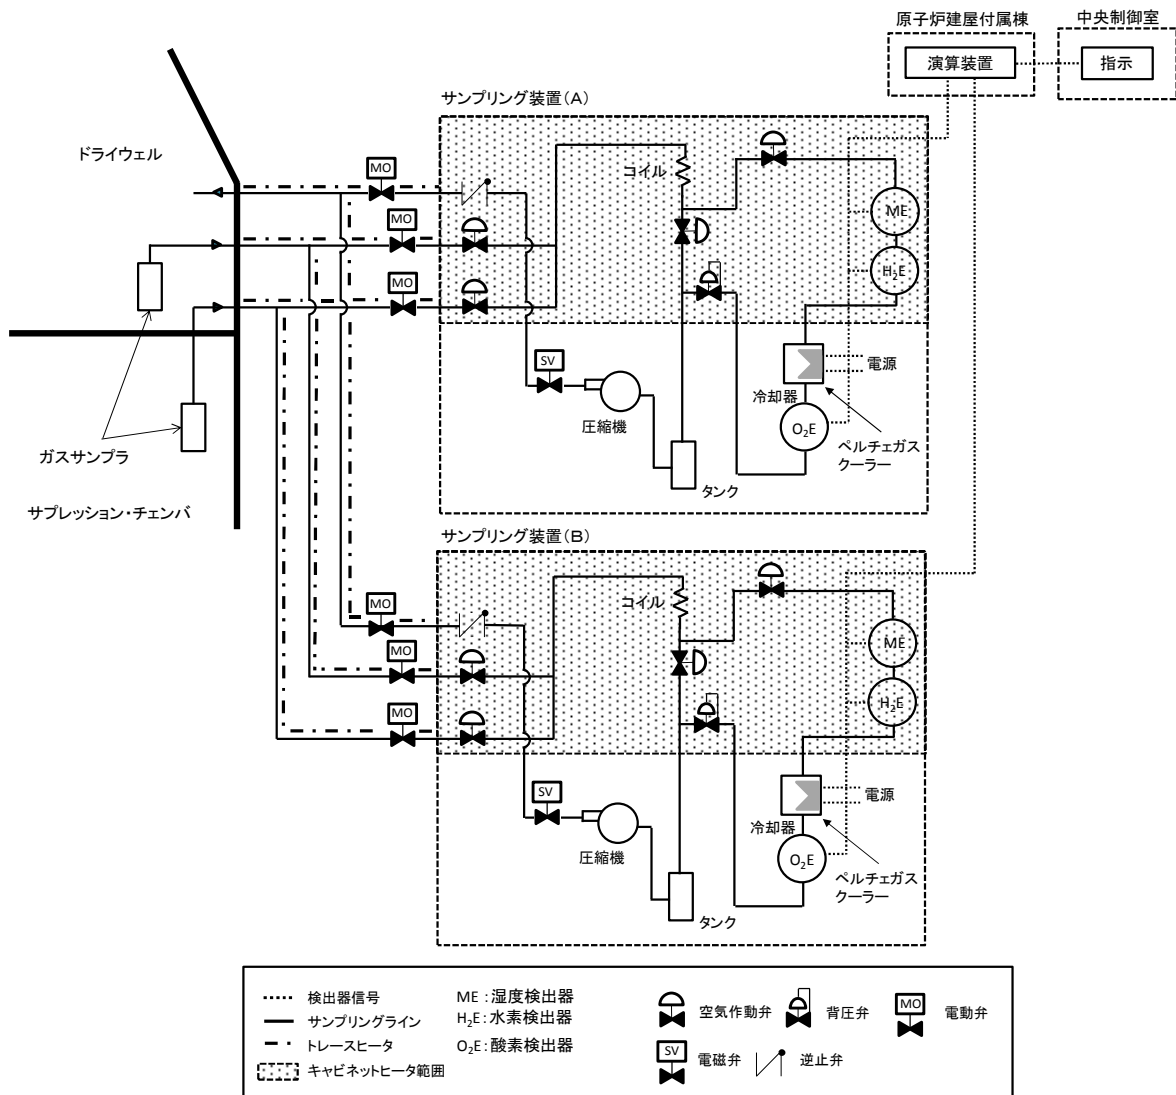 原子炉建屋付属棟
中央制御室
演算装置
指示
サンプリング装置(A)
ドライウェル
MO
コイル
ME
MO
H₂E
MO
SV
電源
冷却器
圧縮機
O₂E
ペルチェガス
クーラー
ガスサンプラ
タンク
サプレッション・チェンバ
サンプリング装置(B)
MO
コイル
ME
MO
H₂E
MO
SV
電源
冷却器
圧縮機
O₂E
ペルチェガス
クーラー
タンク
検出器信号
サンプリングライン
トレースヒータ
キャビネットヒータ範囲
ME:湿度検出器
H₂E:水素検出器
O₂E:酸素検出器
空気作動弁
背圧弁
MO
電動弁
SV
電磁弁
逆止弁